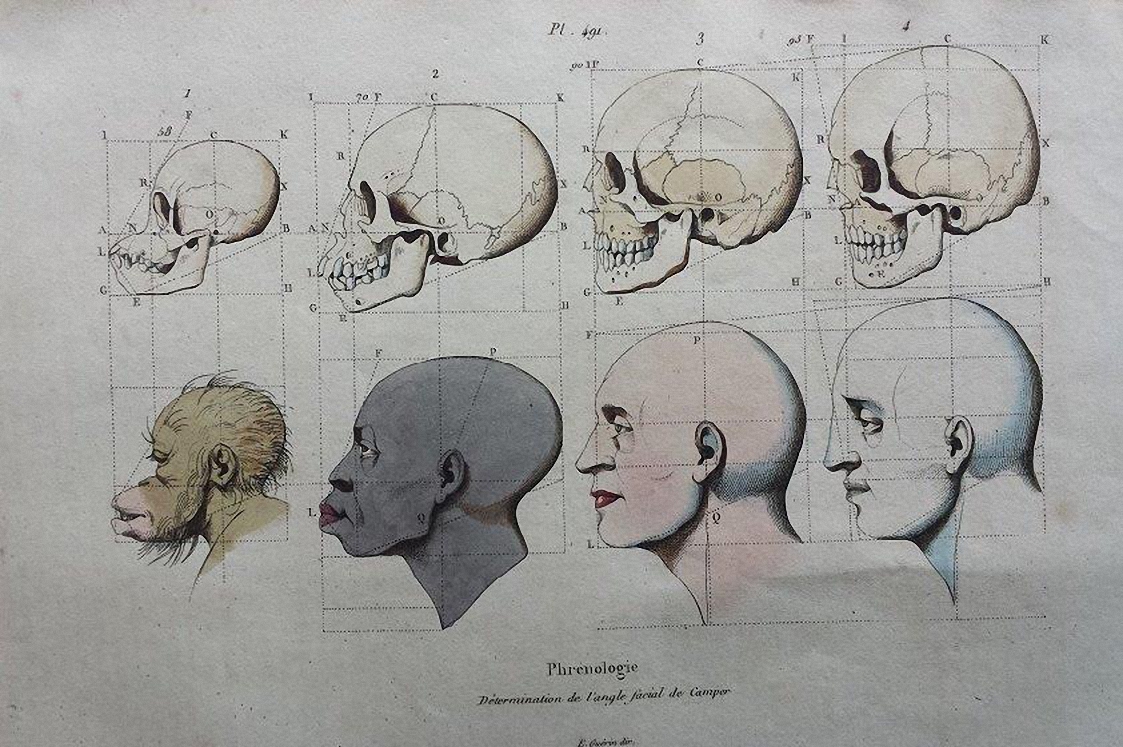 Pl. 491.
1
2
3
4
58
F
I
C
K
R
X
O
A
N
B
L
G
E
H
I
70
F
C
K
R
X
O
A
N
B
L
G
E
H
90
I
F
C
K
R
X
O
A
B
L
G
E
H
95
F
I
C
K
R
X
O
N
B
L
G
E
H
F
P
L
Q
F
P
L
Q
Phrenologie
Détermination de l'angle facial de Camper
E. Guérin dir.